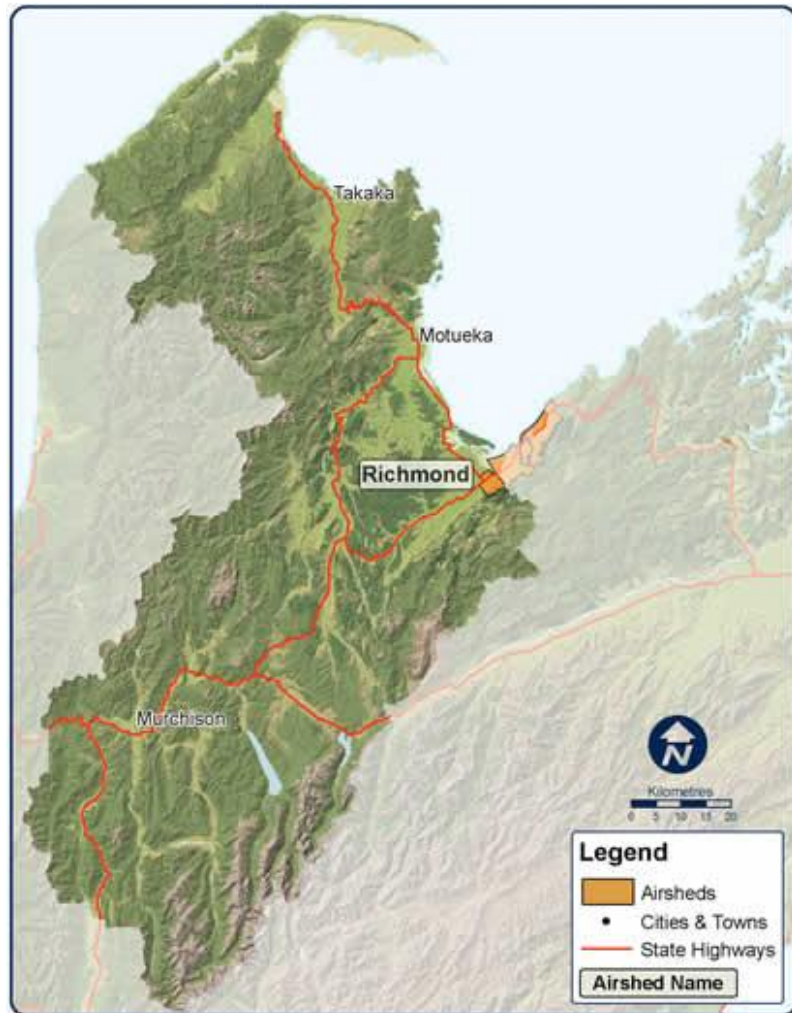 Takaka
Motueka
Richmond
Murchison
N
Kilometres
0 5 10 15 20
Legend
Airsheds
Cities & Towns
State Highways
Airshed Name